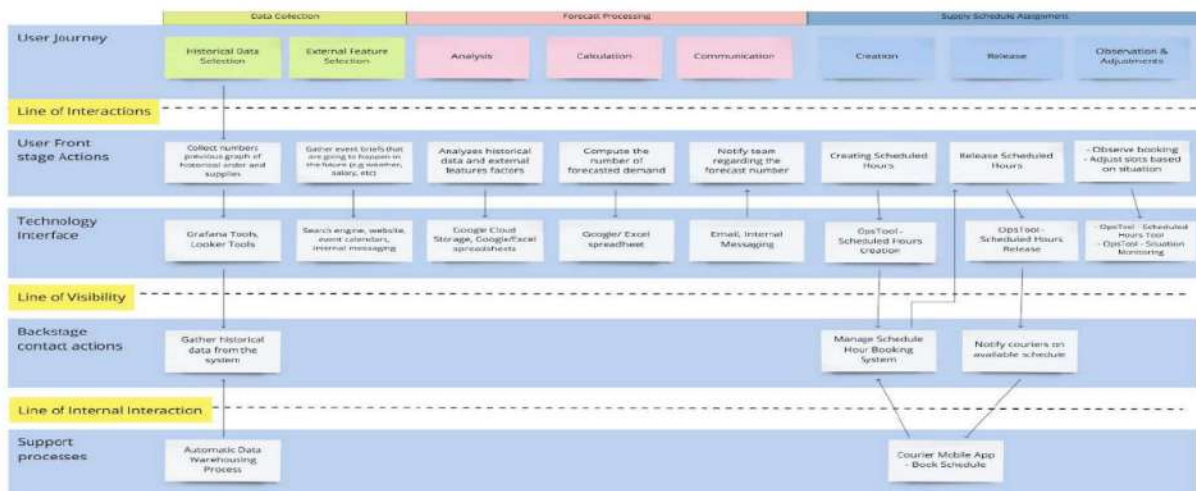 Data Collection
Forecast Processing
Supply Schedule Assignment
User Journey
Historical Data
Selection
External Feature
Selection
Analysis
Calculation
Communication
Creation
Release
Observation &
Adjustments
Line of Interactions
User Front
stage Actions
Collect numbers
previous graph of
historical order and
supplies
Gather event briefs that
are going to happen in
the future (e.g weather,
salary, etc)
Analyzes historical
data and external
features factors
Compute the
number of
forecasted demand
Notify team
regarding the
forecast number
Creating Scheduled
Hours
Release Scheduled
Hours
- Observe booking
- Adjust slots based
on situation
Technology
Interface
Grafana Tools,
Looker Tools
Search engine, website,
event calendars,
internal messaging
Google Cloud
Storage, Google/Excel
spreadsheets
Google/ Excel
spreadheet
Email, Internal
Messaging
OpsTool -
Scheduled Hours
Creation
OpsTool -
Scheduled Hours
Release
- OpsTool - Scheduled
Hours Tool
- OpsTool - Situation
Monitoring
Line of Visibility
Backstage
contact actions
Gather historical
data from the
system
Manage Schedule
Hour Booking
System
Notify couriers on
available schedule
Line of Internal Interaction
Support
processes
Automatic Data
Warehousing
Process
Courier Mobile App
- Book Schedule